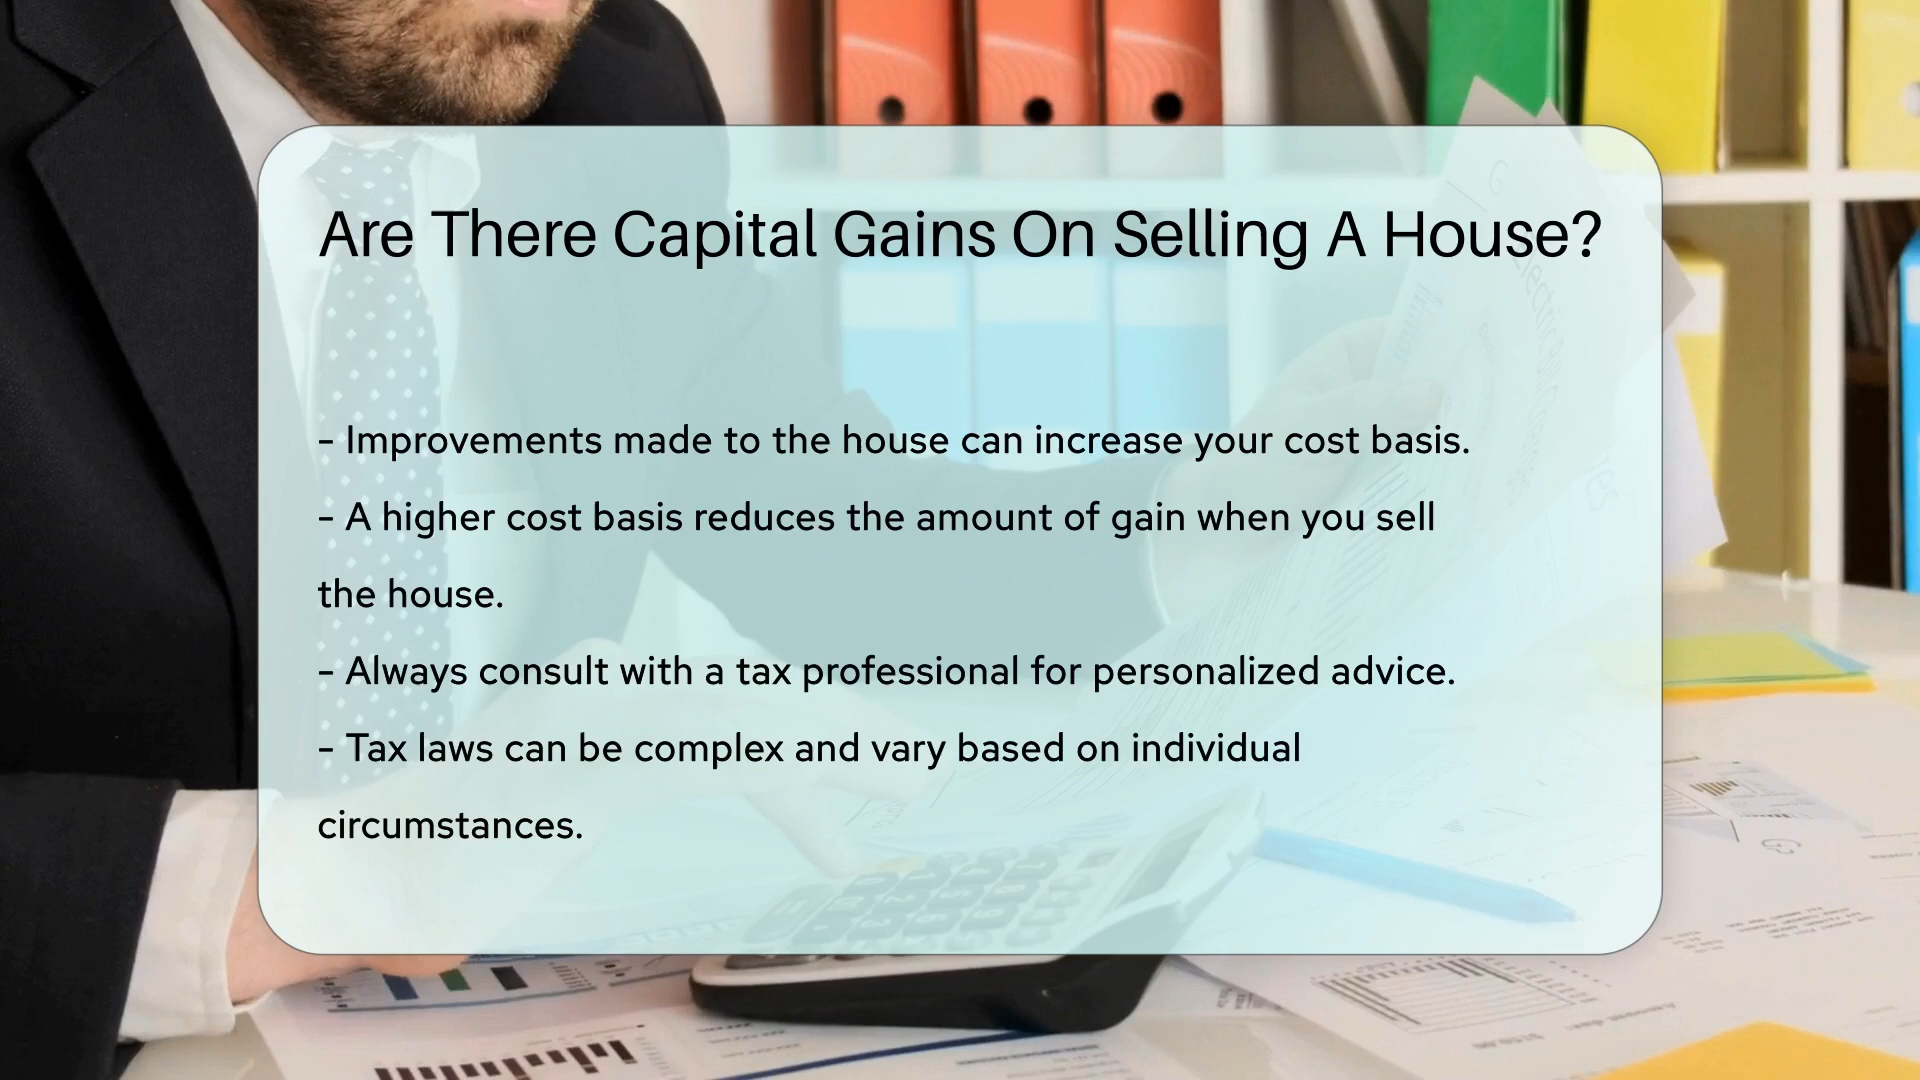 Are There Capital Gains On Selling A House?
- Improvements made to the house can increase your cost basis.
- A higher cost basis reduces the amount of gain when you sell
the house.
- Always consult with a tax professional for personalized advice.
- Tax laws can be complex and vary based on individual
circumstances.